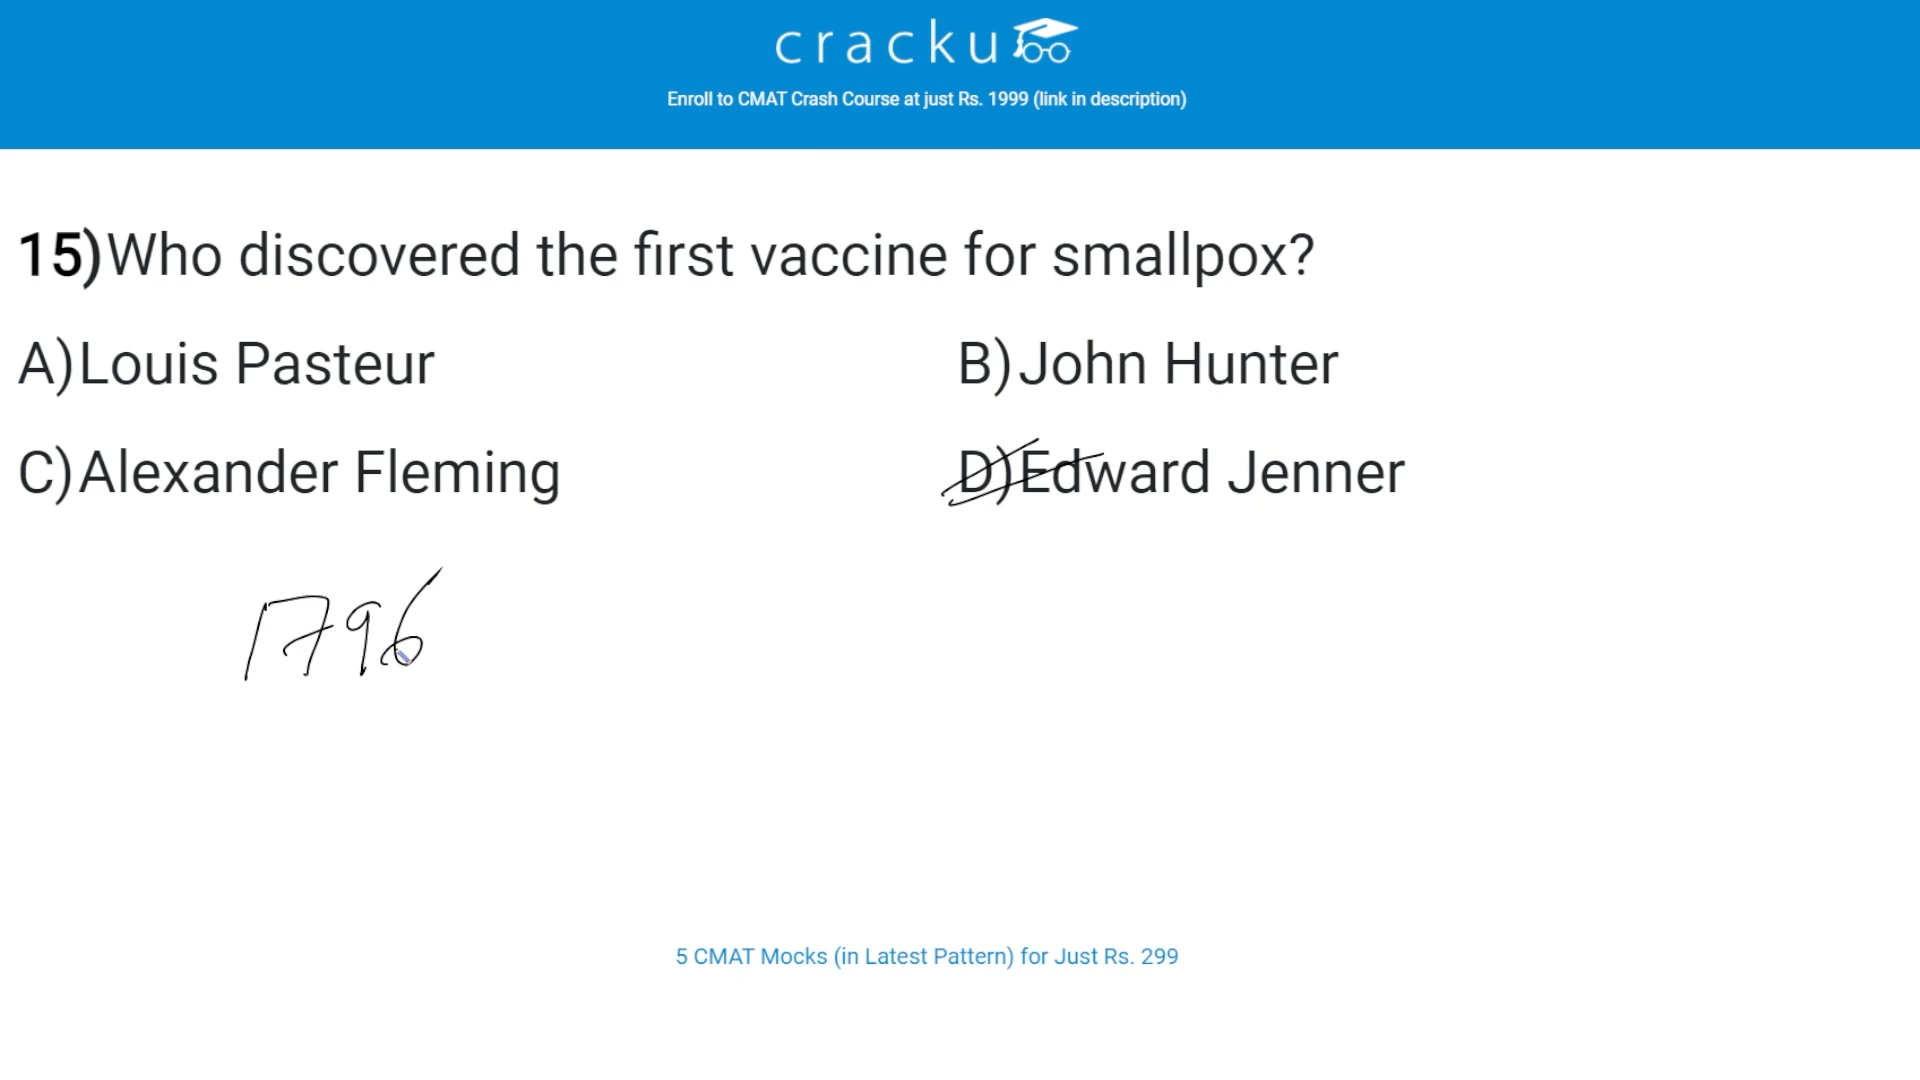 cracku
Enroll to CMAT Crash Course at just Rs. 1999 (link in description)
15)Who discovered the first vaccine for smallpox?
A)Louis Pasteur
B)John Hunter
C)Alexander Fleming
D)Edward Jenner
1796
5 CMAT Mocks (in Latest Pattern) for Just Rs. 299